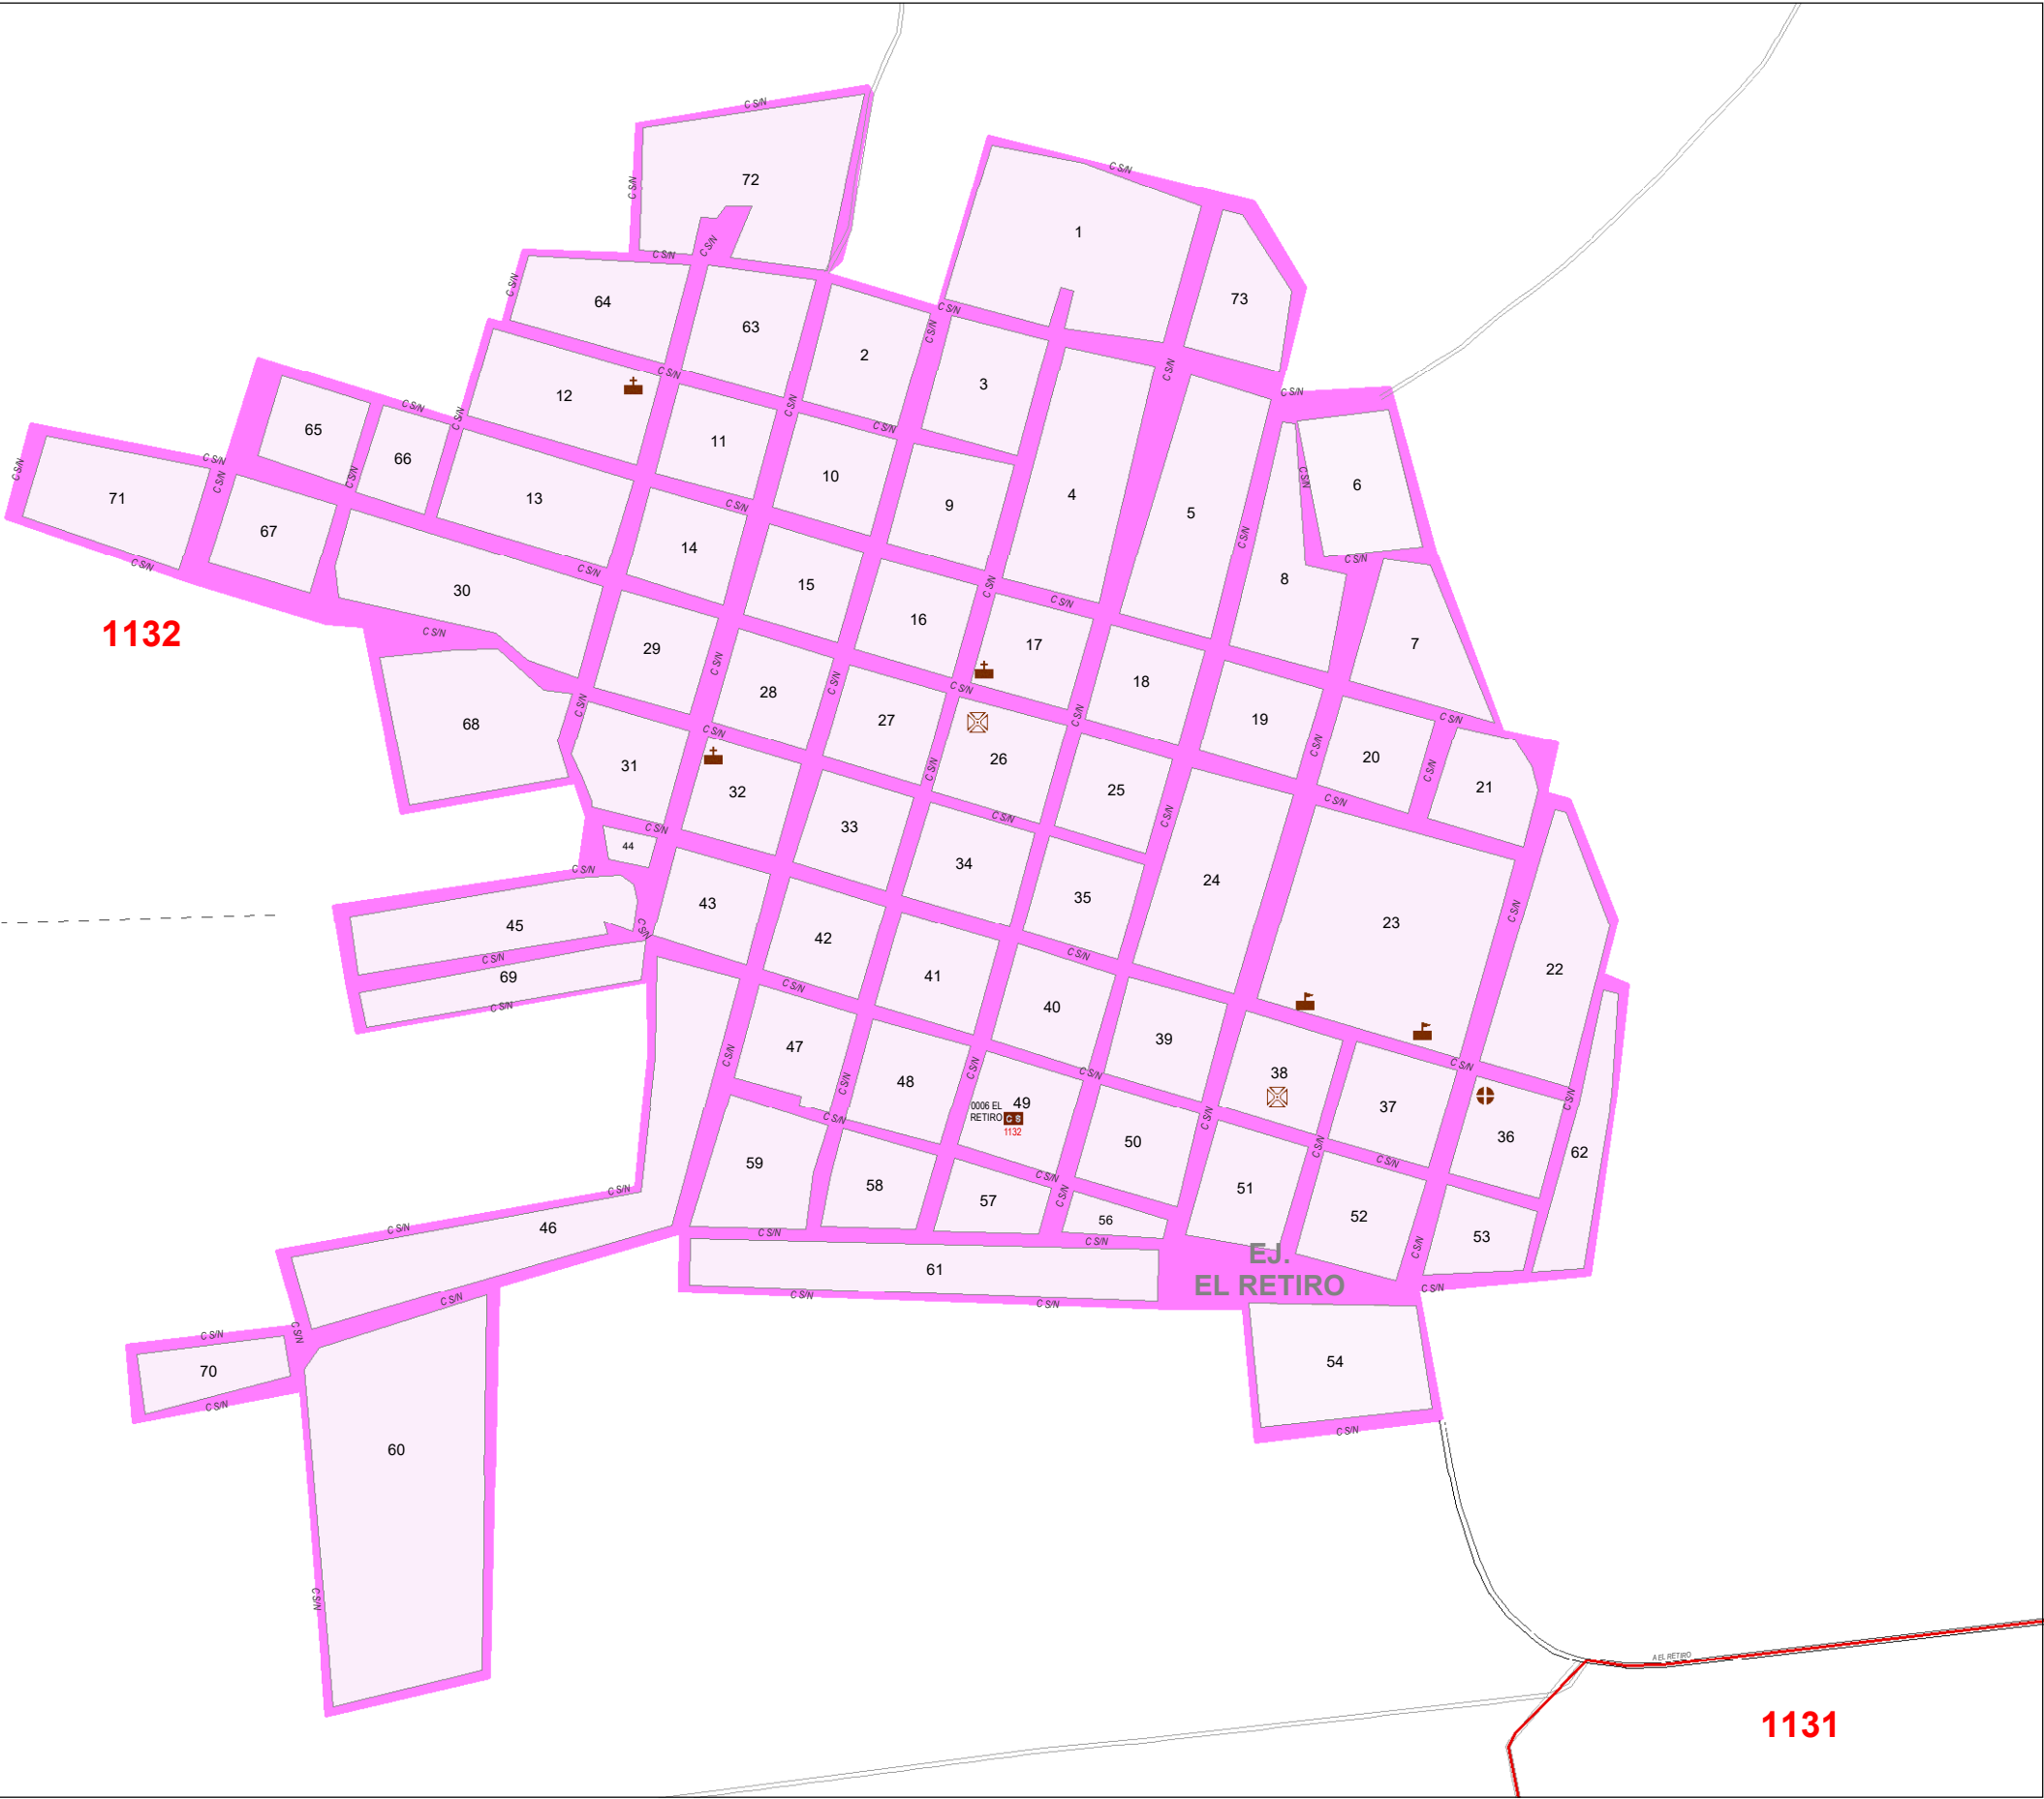 C S/N
C S/N
C S/N
72
C S/N
1
C S/N
C S/N
C S/N
64
63
73
2
C S/N
C S/N
3
C S/N
C S/N
C S/N
12
C S/N
C S/N
65
C S/N
C S/N
11
C S/N
66
10
9
4
5
6
C S/N
C S/N
C S/N
C S/N
C S/N
71
67
13
C S/N
14
C S/N
C S/N
C S/N
30
C S/N
15
C S/N
8
C S/N
16
17
7
1132
C S/N
29
28
C S/N
C S/N
18
C S/N
27
C S/N
C S/N
19
C S/N
68
C S/N
26
C S/N
20
C S/N
31
32
C S/N
25
21
C S/N
C S/N
C S/N
33
C S/N
44
34
24
C S/N
35
23
43
45
C S/N
42
C S/N
C S/N
C S/N
22
69
41
C S/N
C S/N
40
39
47
48
38
C S/N
C S/N
C S/N
C S/N
C S/N
0006 EL
RETIRO
C S
1132
49
37
C S/N
C S/N
C S/N
50
36
C S/N
62
59
58
57
C S/N
C S/N
C S/N
51
C S/N
52
53
56
46
C S/N
C S/N
C S/N
C S/N
61
EJ.
EL RETIRO
C S/N
C S/N
C S/N
C S/N
C S/N
C S/N
C S/N
70
54
C S/N
C S/N
60
C S/N
A EL RETIRO
1131